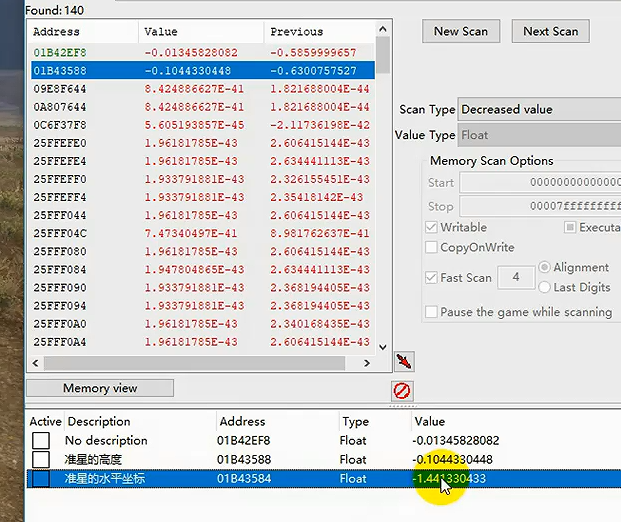 Found: 140
Address Value Previous
01B42EF8 -0.01345828082 -0.5859999657
01B43588 -0.1044330448 -0.6300757527
09E8F644 8.424886627E-41 1.821688004E-44
0A807644 8.424886627E-41 1.821688004E-44
0C6F37F8 5.605193857E-45 -2.11736198E-42
25FFEFE0 1.96181785E-43 2.606415144E-43
25FFEFE4 1.96181785E-43 2.634441113E-43
25FFEFF0 1.933791881E-43 2.326155451E-43
25FFEFF4 1.933791881E-43 2.35418142E-43
25FFF044 1.96181785E-43 2.606415144E-43
25FFF04C 7.47340497E-41 8.981762637E-41
25FFF080 1.96181785E-43 2.606415144E-43
25FFF084 1.947804865E-43 2.634441113E-43
25FFF090 1.933791881E-43 2.368194405E-43
25FFF094 1.933791881E-43 2.368194405E-43
25FFF0A0 1.96181785E-43 2.340168435E-43
25FFF0A4 1.96181785E-43 2.606415144E-43
New Scan Next Scan
Scan Type Decreased value
Value Type Float
Memory Scan Options
Start 0000000000000
Stop 00007fffffffff
Writable Executa
CopyOnWrite
Fast Scan 4 Alignment
Last Digits
Pause the game while scanning
Memory view
Active Description Address Type Value
No description 01B42EF8 Float -0.01345828082
准星的高度 01B43588 Float -0.1044330448
准星的水平坐标 01B43584 Float -1.441330433